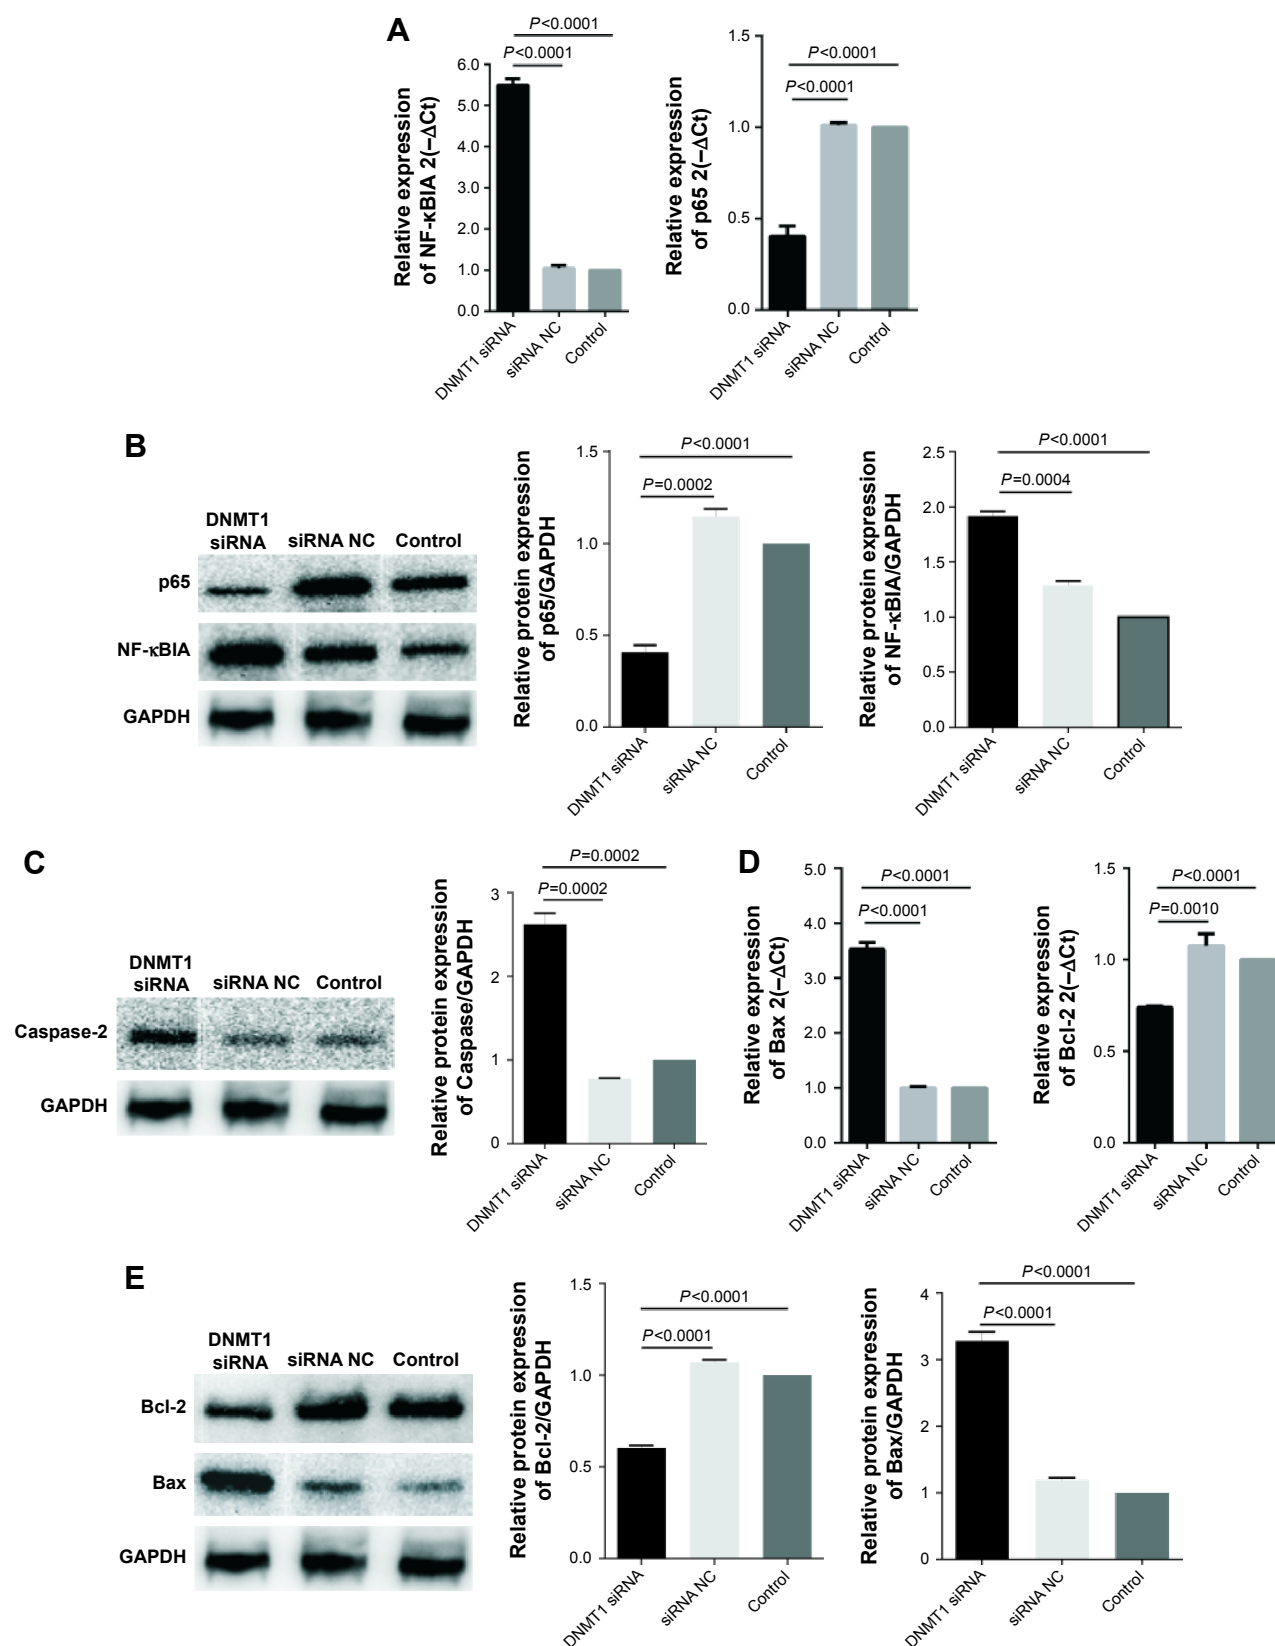 A
P<0.0001
P<0.0001
Relative expression
of NF-κBIA 2(–ΔCt)
6.0
5.0
4.0
3.0
2.0
1.0
0.0
DNMT1 siRNA
siRNA NC
Control
P<0.0001
P<0.0001
Relative expression
of p65 2(–ΔCt)
1.5
1.0
0.5
0.0
DNMT1 siRNA
siRNA NC
Control
B
DNMT1
siRNA
siRNA NC
Control
p65
NF-κBIA
GAPDH
P<0.0001
P=0.0002
Relative protein expression
of p65/GAPDH
1.5
1.0
0.5
0.0
DNMT1 siRNA
siRNA NC
Control
P<0.0001
P=0.0004
Relative protein expression
of NF-κBIA/GAPDH
2.5
2.0
1.5
1.0
0.5
0.0
DNMT1 siRNA
siRNA NC
Control
C
DNMT1
siRNA
siRNA NC
Control
Caspase-2
GAPDH
P=0.0002
P=0.0002
Relative protein expression
of Caspase/GAPDH
3
2
1
0
DNMT1 siRNA
siRNA NC
Control
D
P<0.0001
P<0.0001
Relative expression
of Bax 2(–ΔCt)
5.0
4.0
3.0
2.0
1.0
0.0
DNMT1 siRNA
siRNA NC
Control
P<0.0001
P=0.0010
Relative expression
of Bcl-2 2(–ΔCt)
1.5
1.0
0.5
0.0
DNMT1 siRNA
siRNA NC
Control
E
DNMT1
siRNA
siRNA NC
Control
Bcl-2
Bax
GAPDH
P<0.0001
P<0.0001
Relative protein expression
of Bcl-2/GAPDH
1.5
1.0
0.5
0.0
DNMT1 siRNA
siRNA NC
Control
P<0.0001
P<0.0001
Relative protein expression
of Bax/GAPDH
4
3
2
1
0
DNMT1 siRNA
siRNA NC
Control